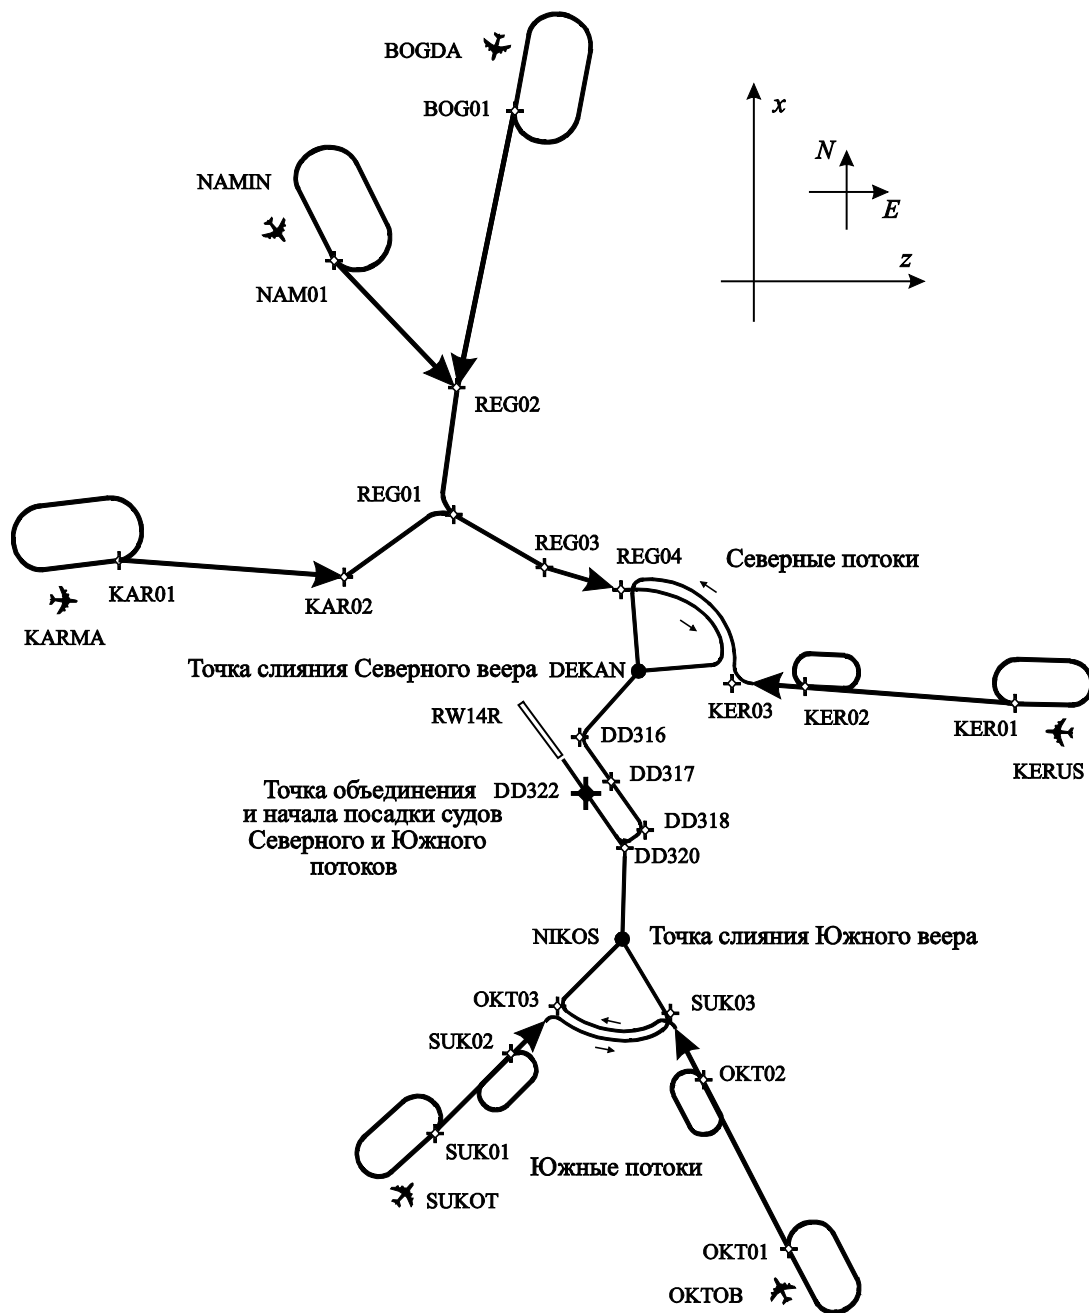 BOGDA
BOG01
x
N
E
z
NAMIN
NAM01
REG02
REG01
REG03
REG04
Северные потоки
KAR01
KAR02
KARMA
Точка слияния Северного веера
DEKAN
KER03
KER02
KER01
KERUS
RW14R
DD316
DD317
Точка объединения
и начала посадки судов
Северного и Южного
потоков
DD322
DD318
DD320
NIKOS
Точка слияния Южного веера
OKT03
SUK03
SUK02
OKT02
SUK01
Южные потоки
SUKOT
OKT01
OKTOB